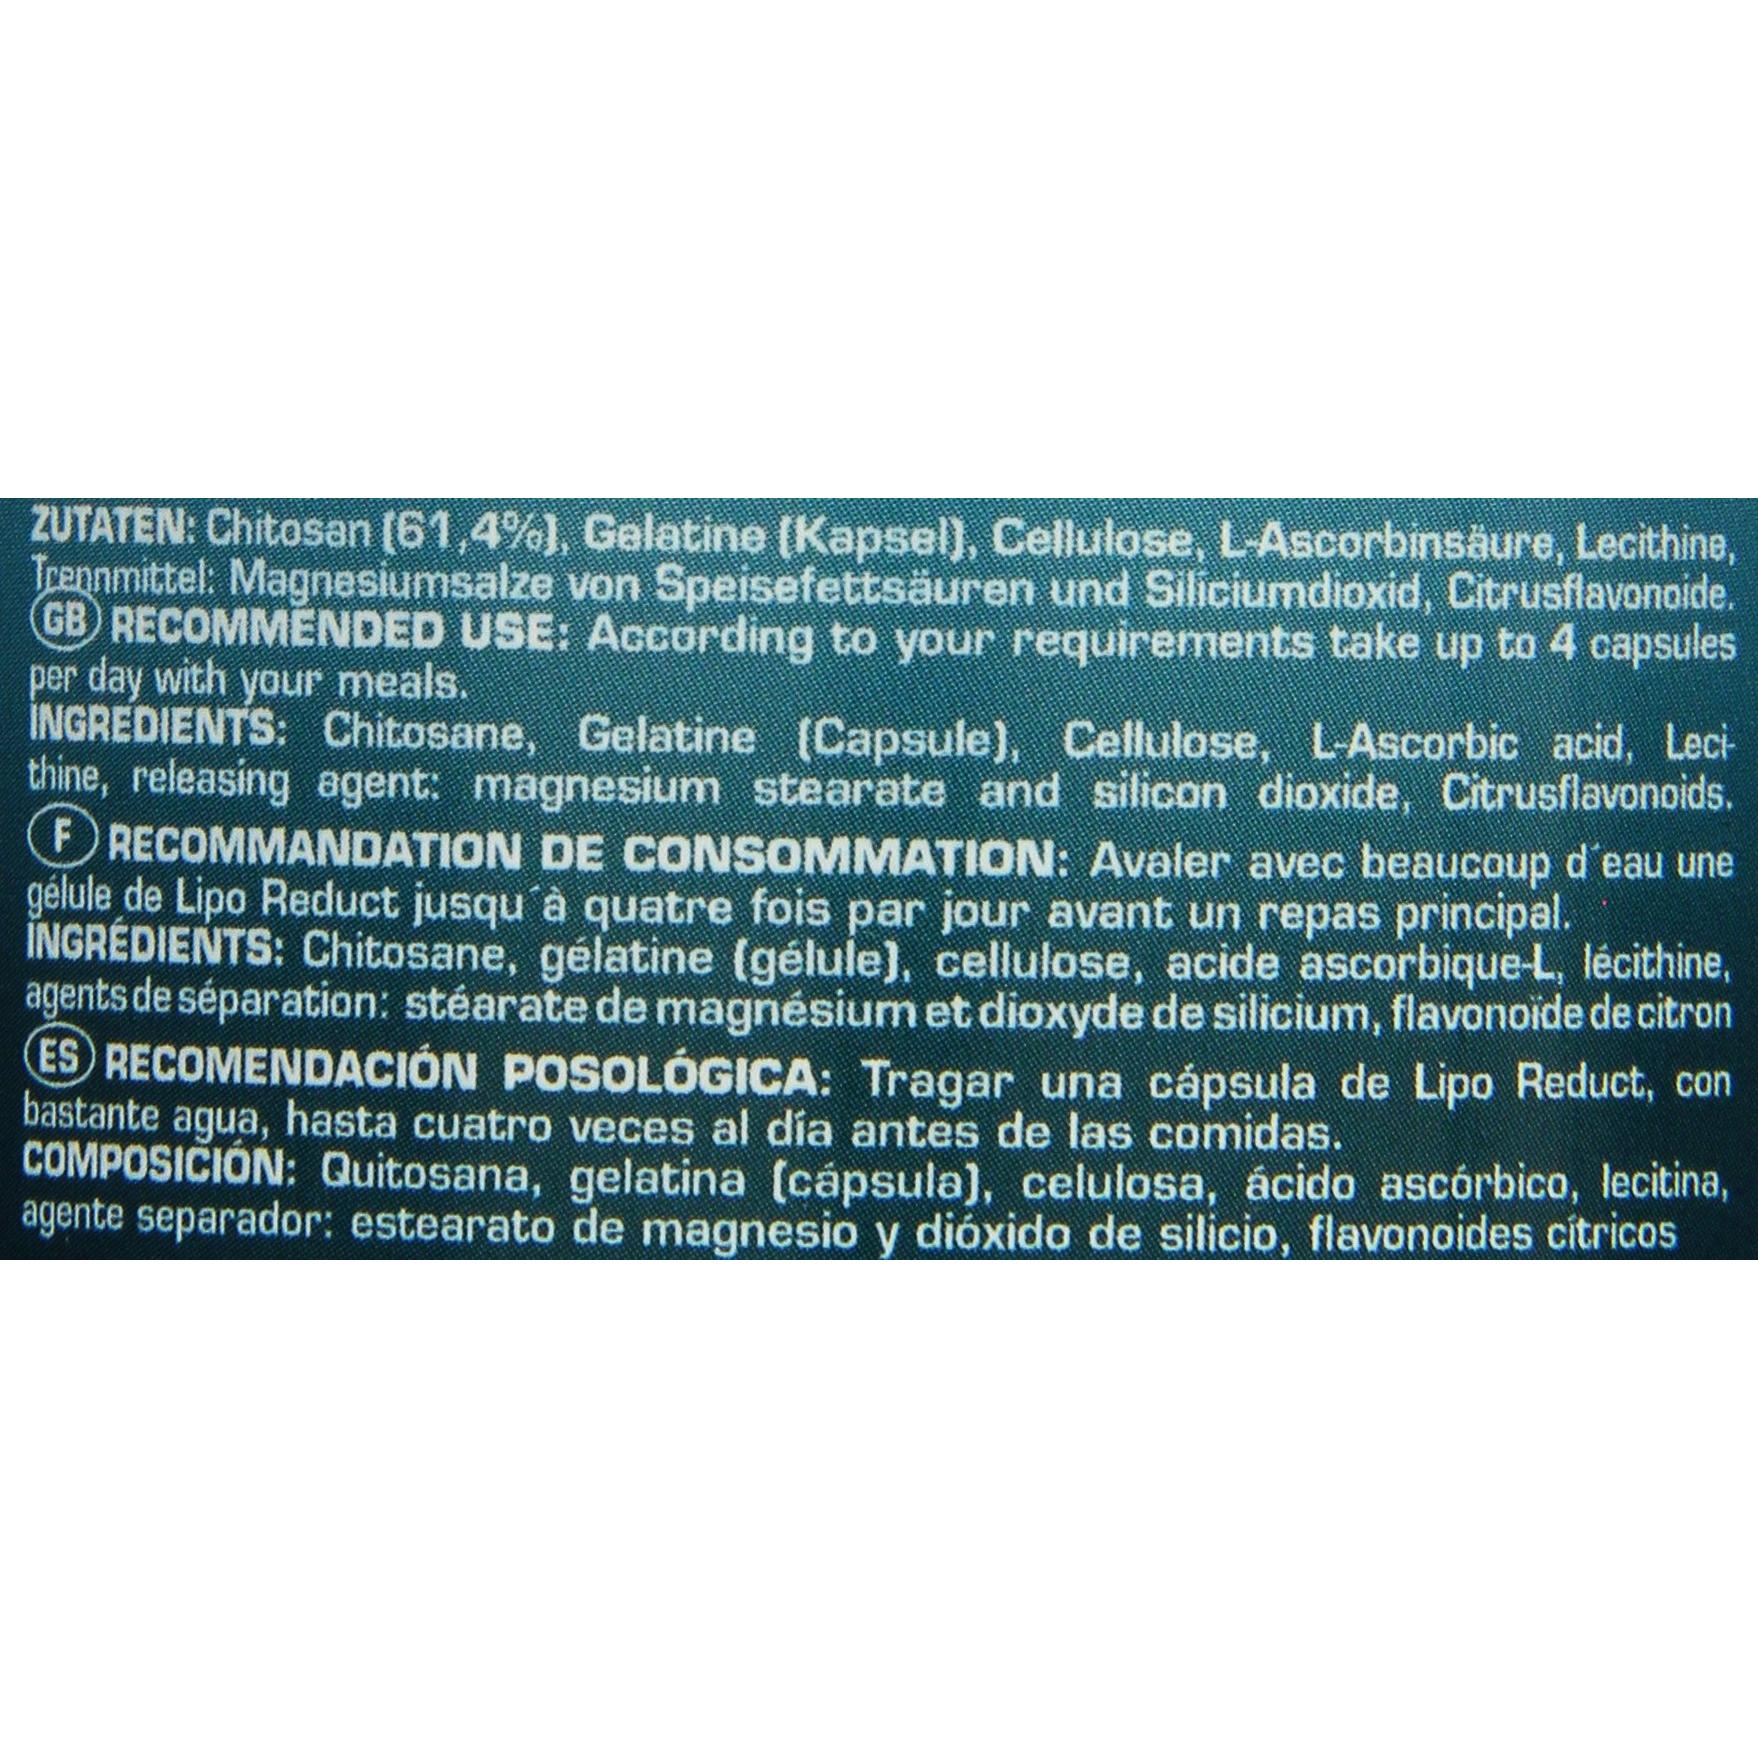 ZUTATEN: Chitosan (61,4%), Gelatine (Kapsel), Cellulose, L-Ascorbinsäure, Lecithine,
Trennmittel: Magnesiumsalze von Speisefettsäuren und Siliciumdioxid, Citrusflavonoide.
GB RECOMMENDED USE: According to your requirements take up to 4 capsules
per day with your meals.
INGREDIENTS: Chitosane, Gelatine (Capsule), Cellulose, L-Ascorbic acid, Leci-
thine, releasing agent: magnesium stearate and silicon dioxide, Citrusflavonoids.
F RECOMMANDATION DE CONSOMMATION: Avaler avec beaucoup d´eau une
gélule de Lipo Reduct jusqu´à quatre fois par jour avant un repas principal.
INGRÉDIENTS: Chitosane, gélatine (gélule), cellulose, acide ascorbique-L, lécithine,
agents de séparation: stéarate de magnésium et dioxyde de silicium, flavonoïde de citron
ES RECOMENDACIÓN POSOLÓGICA: Tragar una cápsula de Lipo Reduct, con
bastante agua, hasta cuatro veces al día antes de las comidas.
COMPOSICIÓN: Quitosana, gelatina (cápsula), celulosa, ácido ascórbico, lecitina,
agente separador: estearato de magnesio y dióxido de silicio, flavonoides cítricos